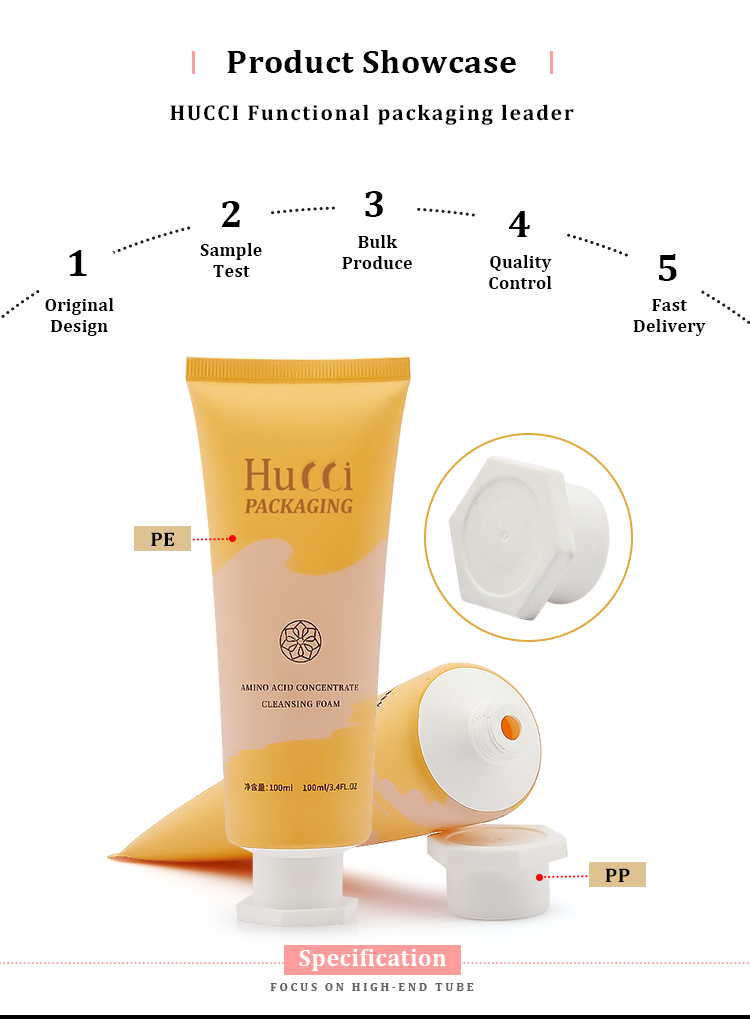 Product Showcase
HUCCI Functional packaging leader
1
Original
Design
2
Sample
Test
3
Bulk
Produce
4
Quality
Control
5
Fast
Delivery
Hucci
PACKAGING
PE
AMINO ACID CONCENTRATE
CLEANSING FOAM
净含量:100ml 100ml/3.4FL.OZ
PP
Specification
FOCUS ON HIGH-END TUBE